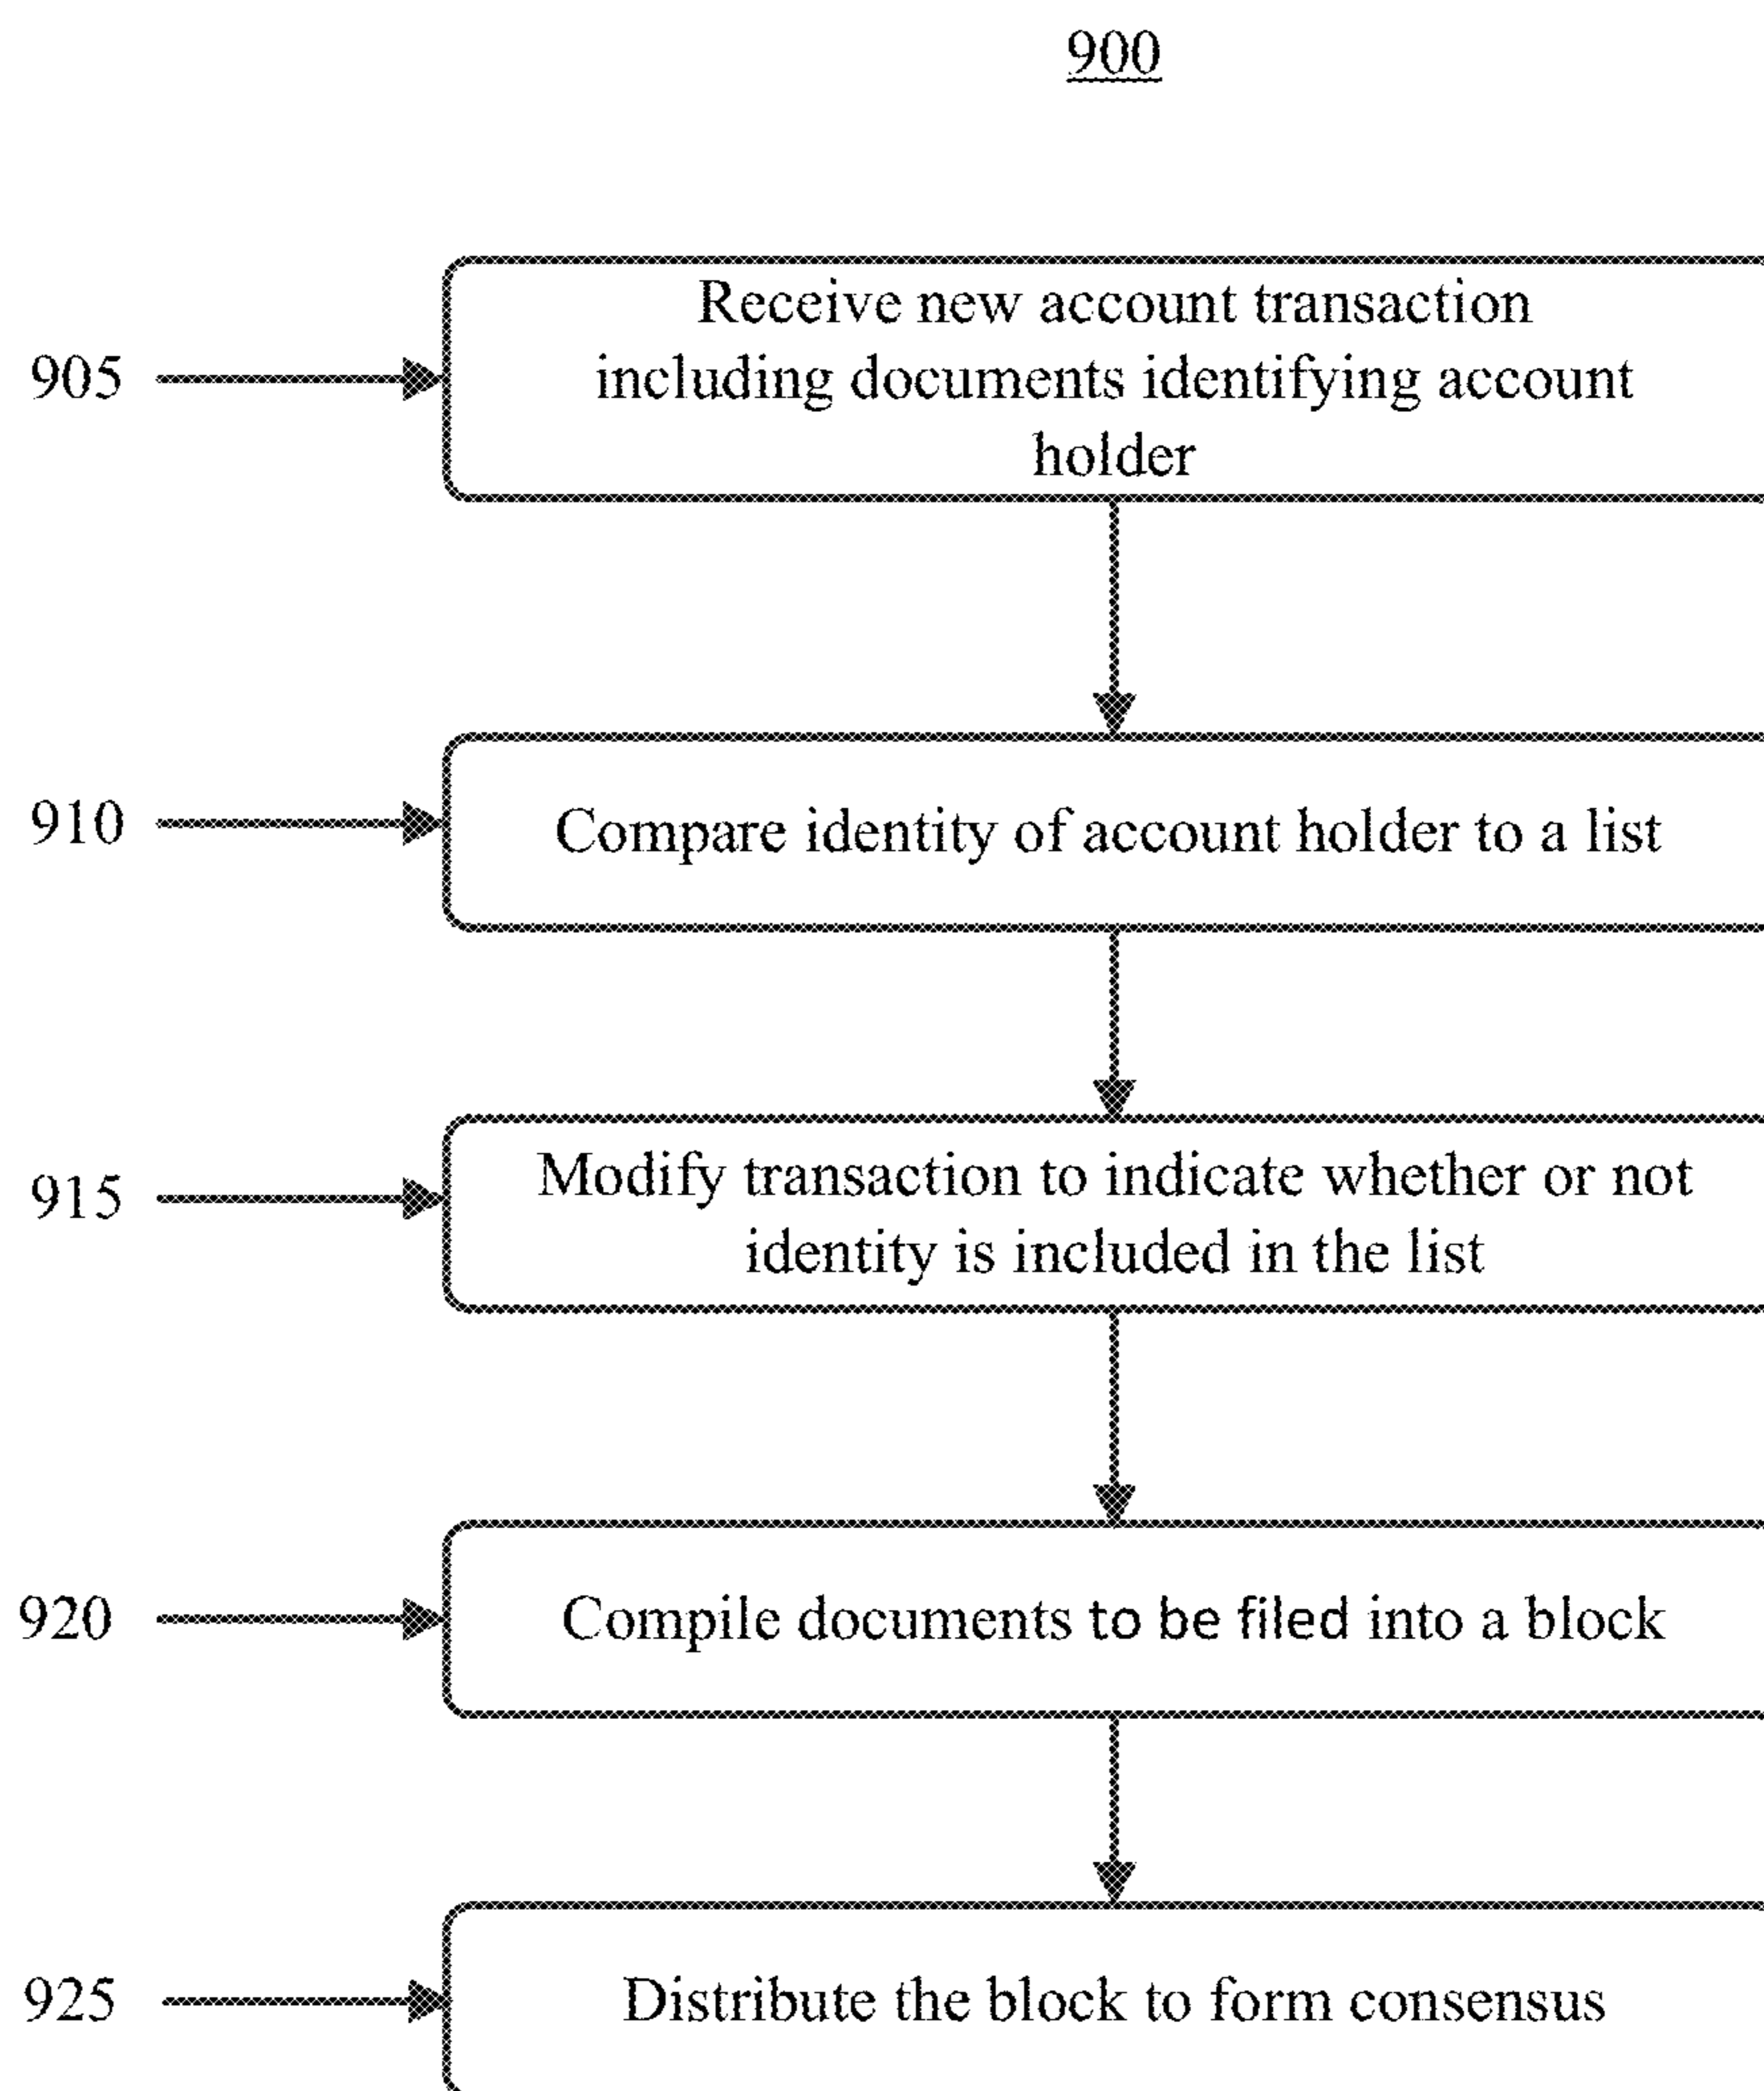 900
905
Receive new account transaction
including documents identifying account
holder
910
Compare identity of account holder to a list
915
Modify transaction to indicate whether or not
identity is included in the list
920
Compile documents to be filed into a block
925
Distribute the block to form consensus